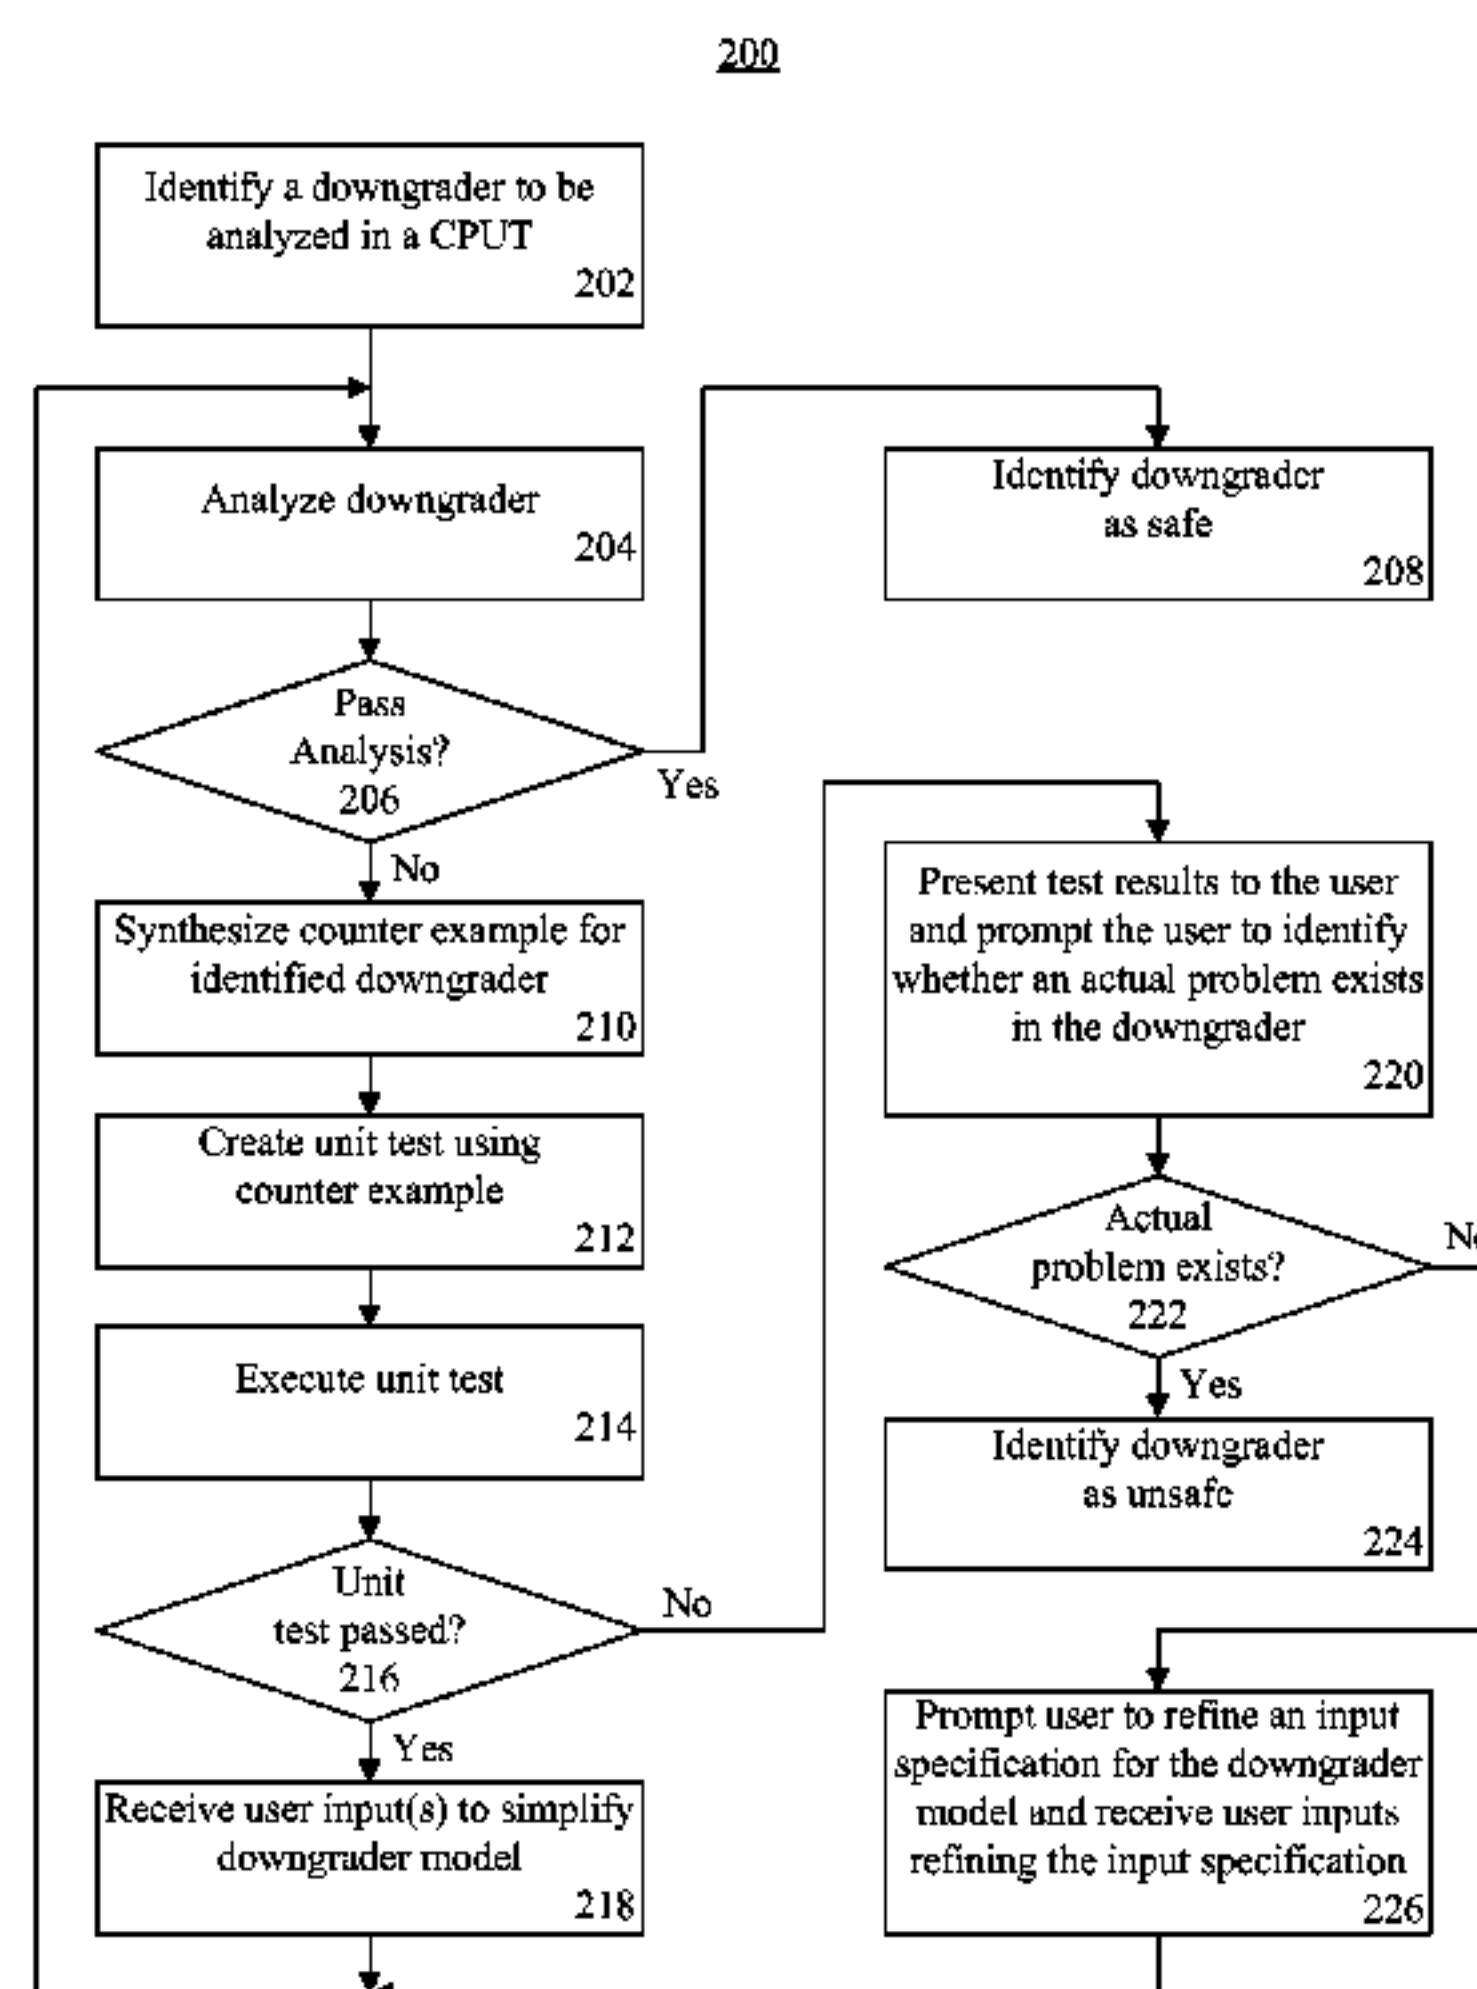 200
Identify a downgrader to be
analyzed in a CPUT
202
Analyze downgrader
204
Pass
Analysis?
206
Yes
No
Identify downgrader
as safe
208
Synthesize counter example for
identified downgrader
210
Create unit test using
counter example
212
Execute unit test
214
Unit
test passed?
216
No
Yes
Receive user input(s) to simplify
downgrader model
218
Present test results to the user
and prompt the user to identify
whether an actual problem exists
in the downgrader
220
Actual
problem exists?
222
Yes
Identify downgrader
as unsafe
224
Prompt user to refine an input
specification for the downgrader
model and receive user inputs
refining the input specification
226